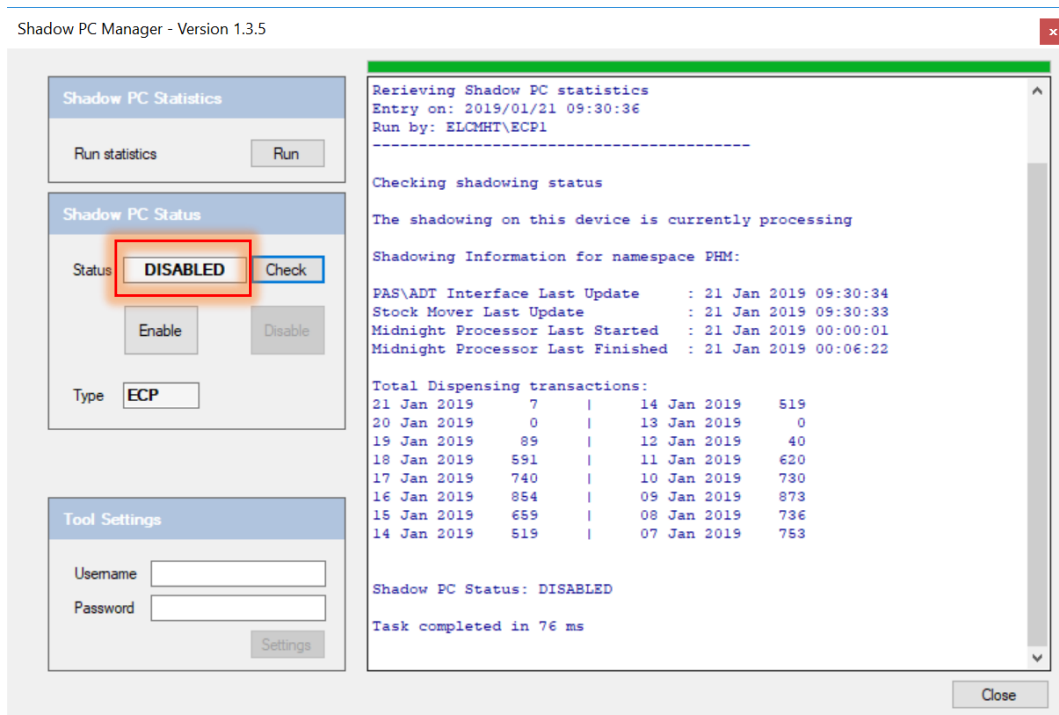 Shadow PC Manager - Version 1.3.5
x
Shadow PC Statistics
Run statistics Run
Shadow PC Status
Status DISABLED Check
Enable Disable
Type ECP
Tool Settings
Username
Password
Settings
Rerieving Shadow PC statistics
Entry on: 2019/01/21 09:30:36
Run by: ELCMHT\ECP1
-----------------------------------------
Checking shadowing status
The shadowing on this device is currently processing
Shadowing Information for namespace PHM:
PAS\ADT Interface Last Update : 21 Jan 2019 09:30:34
Stock Mover Last Update : 21 Jan 2019 09:30:33
Midnight Processor Last Started : 21 Jan 2019 00:00:01
Midnight Processor Last Finished : 21 Jan 2019 00:06:22
Total Dispensing transactions:
21 Jan 2019 7 | 14 Jan 2019 519
20 Jan 2019 0 | 13 Jan 2019 0
19 Jan 2019 89 | 12 Jan 2019 40
18 Jan 2019 591 | 11 Jan 2019 620
17 Jan 2019 740 | 10 Jan 2019 730
16 Jan 2019 854 | 09 Jan 2019 873
15 Jan 2019 659 | 08 Jan 2019 736
14 Jan 2019 519 | 07 Jan 2019 753
Shadow PC Status: DISABLED
Task completed in 76 ms
Close